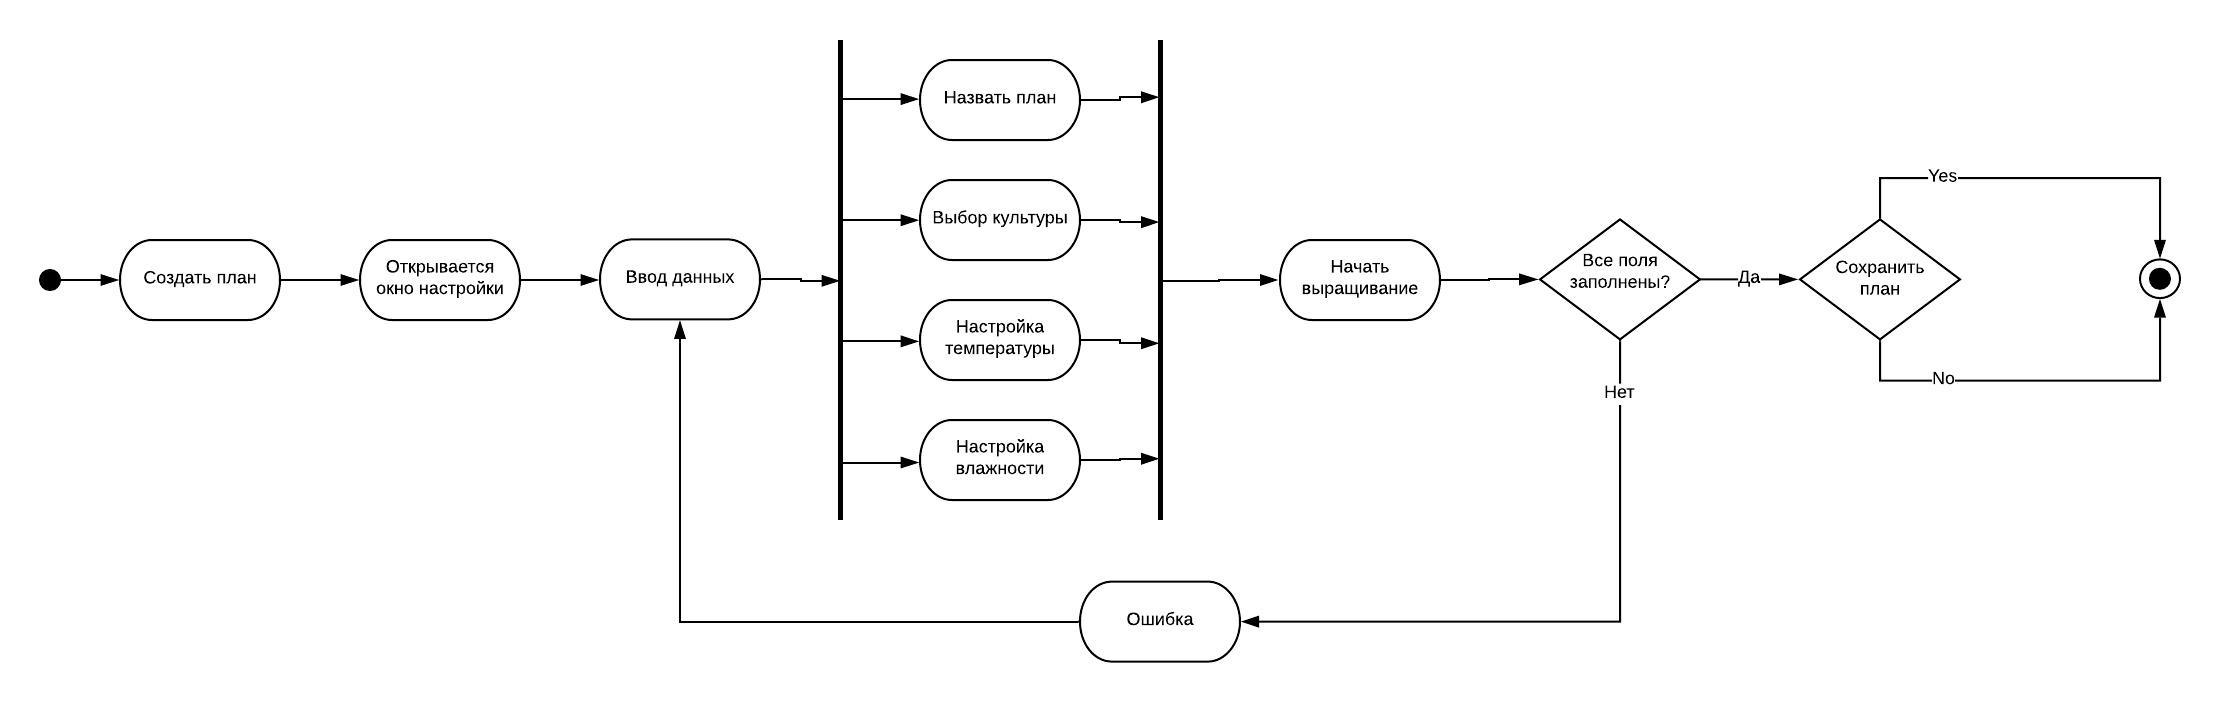 Создать план
Открывается
окно настройки
Ввод данных
Назвать план
Выбор культуры
Настройка
температуры
Настройка
влажности
Начать
выращивание
Все поля
заполнены?
Да
Нет
Сохранить
план
Yes
No
Ошибка